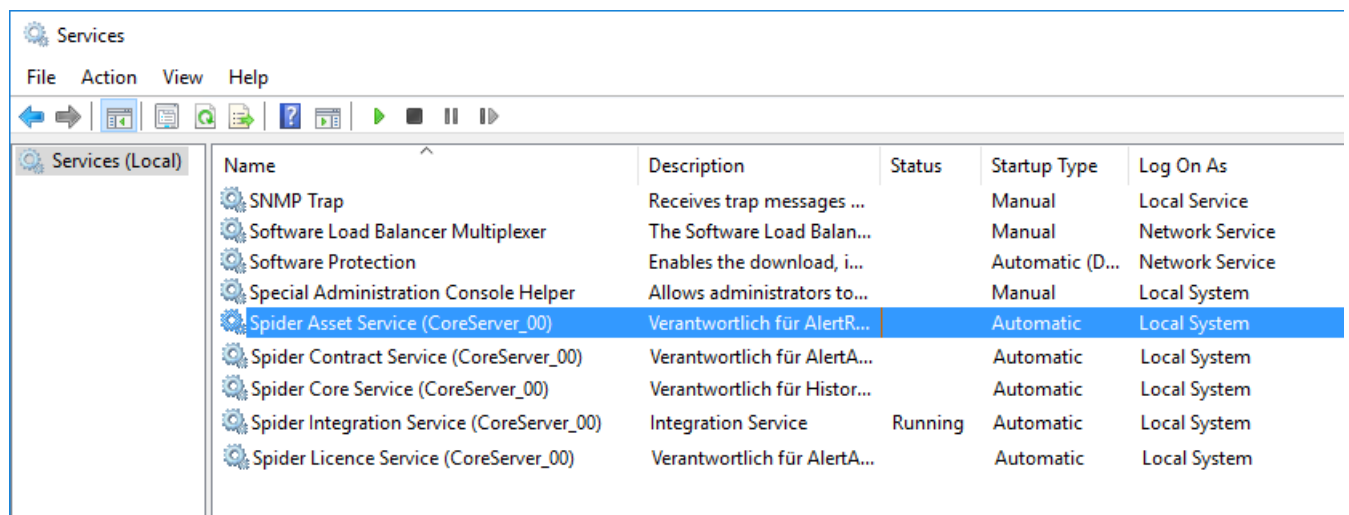 Services
File Action View Help
Services (Local)
Name Description Status Startup Type Log On As
SNMP Trap Receives trap messages ... Manual Local Service
Software Load Balancer Multiplexer The Software Load Balan... Manual Network Service
Software Protection Enables the download, i... Automatic (D... Network Service
Special Administration Console Helper Allows administrators to... Manual Local System
Spider Asset Service (CoreServer_00) Verantwortlich für AlertR... Automatic Local System
Spider Contract Service (CoreServer_00) Verantwortlich für AlertA... Automatic Local System
Spider Core Service (CoreServer_00) Verantwortlich für Histor... Automatic Local System
Spider Integration Service (CoreServer_00) Integration Service Running Automatic Local System
Spider Licence Service (CoreServer_00) Verantwortlich für AlertA... Automatic Local System